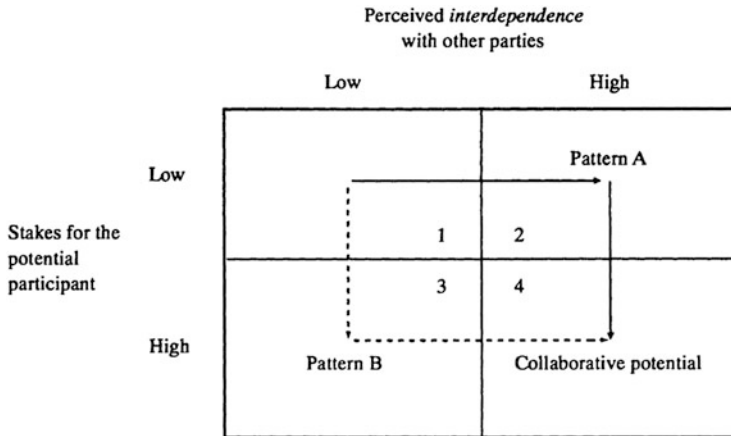 Perceived interdependence
with other parties
Low High
Pattern A
Low
Stakes for the
potential
participant
1 2
3 4
High
Pattern B Collaborative potential